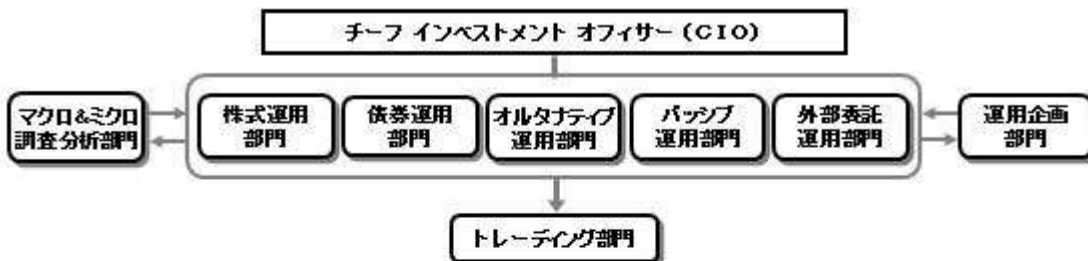 チーフ インベストメント オフィサー (CIO)
マクロ&ミクロ
調査分析部門
株式運用
部門
債券運用
部門
オルタナティブ
運用部門
パッシブ
運用部門
外部委託
運用部門
運用企画
部門
トレーディング部門